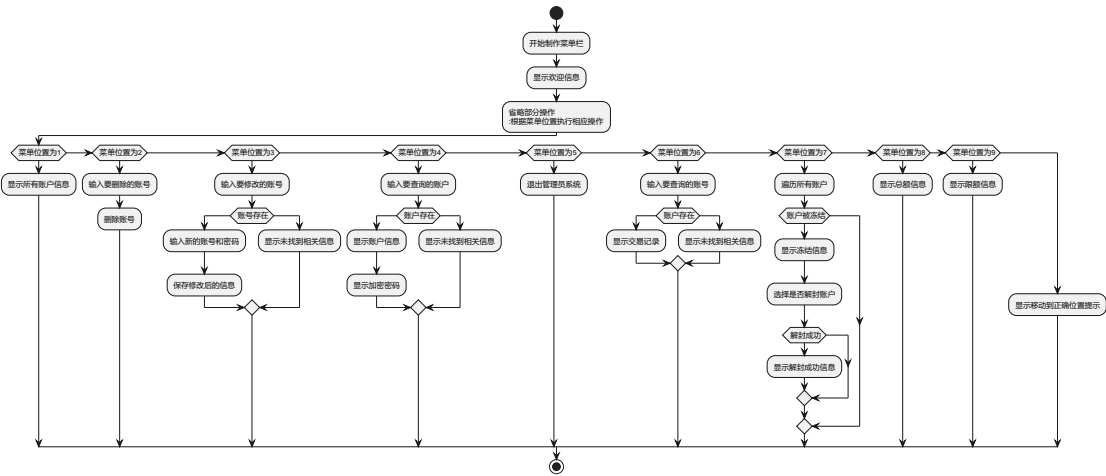 开始制作菜单栏
显示欢迎信息
省略部分操作
:根据菜单位置执行相应操作
菜单位置为1
菜单位置为2
菜单位置为3
菜单位置为4
菜单位置为5
菜单位置为6
菜单位置为7
菜单位置为8
菜单位置为9
显示所有账户信息
输入要删除的账号
输入要修改的账号
输入要查询的账户
退出管理员系统
输入要查询的账号
遍历所有账户
显示总额信息
显示限额信息
删除账号
账号存在
账户存在
账户存在
账户被冻结
输入新的账号和密码
显示未找到相关信息
显示账户信息
显示未找到相关信息
显示交易记录
显示未找到相关信息
显示冻结信息
保存修改后的信息
显示加密密码
选择是否解封账户
显示移动到正确位置提示
解封成功
显示解封成功信息